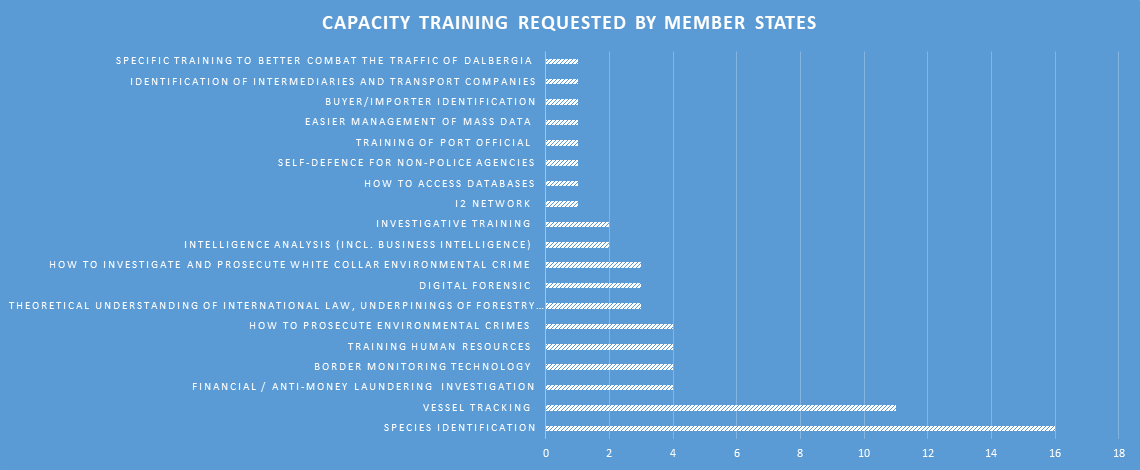 CAPACITY TRAINING REQUESTED BY MEMBER STATES
SPECIFIC TRAINING TO BETTER COMBAT THE TRAFFIC OF DALBERGIA
IDENTIFICATION OF INTERMEDIARIES AND TRANSPORT COMPANIES
BUYER/IMPORTER IDENTIFICATION
EASIER MANAGEMENT OF MASS DATA
TRAINING OF PORT OFFICIAL
SELF-DEFENCE FOR NON-POLICE AGENCIES
HOW TO ACCESS DATABASES
I2 NETWORK
INVESTIGATIVE TRAINING
INTELLIGENCE ANALYSIS (INCL. BUSINESS INTELLIGENCE)
HOW TO INVESTIGATE AND PROSECUTE WHITE COLLAR ENVIRONMENTAL CRIME
DIGITAL FORENSIC
THEORETICAL UNDERSTANDING OF INTERNATIONAL LAW, UNDERPININGS OF FORESTRY…
HOW TO PROSECUTE ENVIRONMENTAL CRIMES
TRAINING HUMAN RESOURCES
BORDER MONITORING TECHNOLOGY
FINANCIAL / ANTI-MONEY LAUNDERING INVESTIGATION
VESSEL TRACKING
SPECIES IDENTIFICATION
0 2 4 6 8 10 12 14 16 18